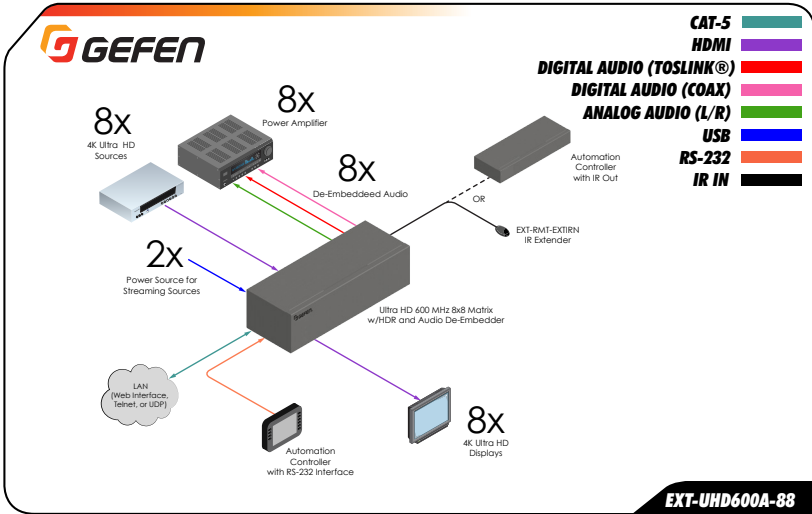 GEFEN
CAT-5
HDMI
DIGITAL AUDIO (TOSLINK®)
DIGITAL AUDIO (COAX)
ANALOG AUDIO (L/R)
USB
RS-232
IR IN
8x
4K Ultra HD
Sources
8x
Power Amplifier
8x
De-Embeddeed Audio
Automation
Controller
with IR Out
OR
EXT-RMT-EXTIRN
IR Extender
2x
Power Source for
Streaming Sources
GEFEN
Ultra HD 600 MHz 8x8 Matrix
w/HDR and Audio De-Embedder
LAN
(Web Interface,
Telnet, or UDP)
Automation
Controller
with RS-232 Interface
8x
4K Ultra HD
Displays
EXT-UHD600A-88